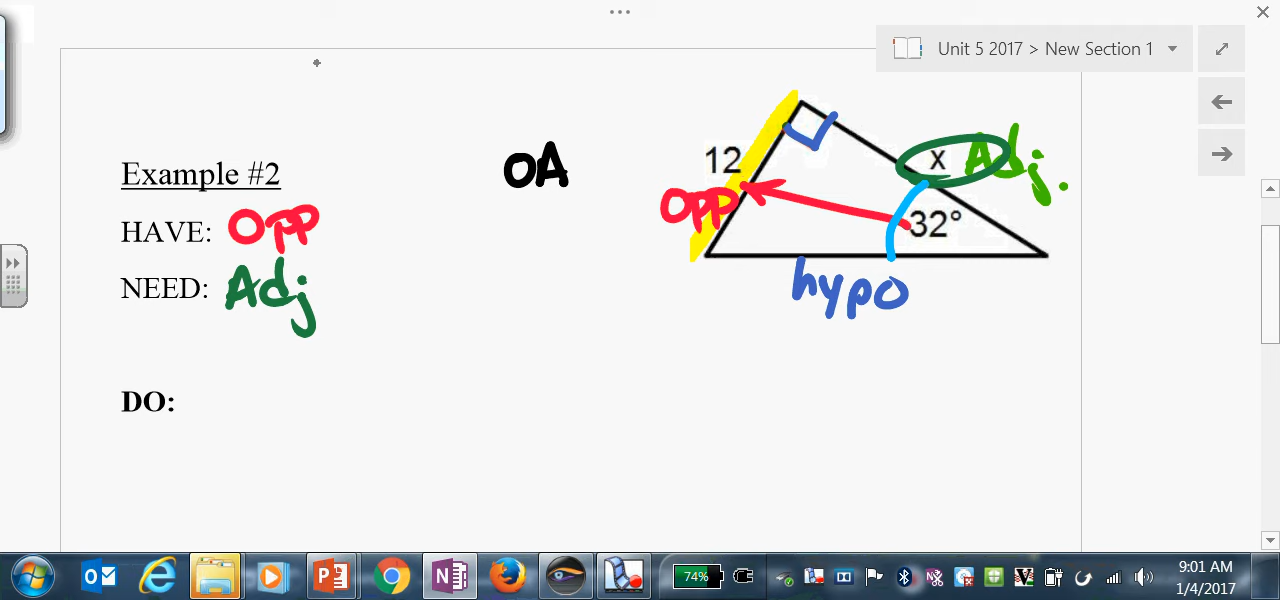 Unit 5 2017 > New Section 1
Example #2
OA
HAVE: Opp
NEED: Adj
DO:
12
Opp
x Adj.
32°
hypo
74%
9:01 AM
1/4/2017